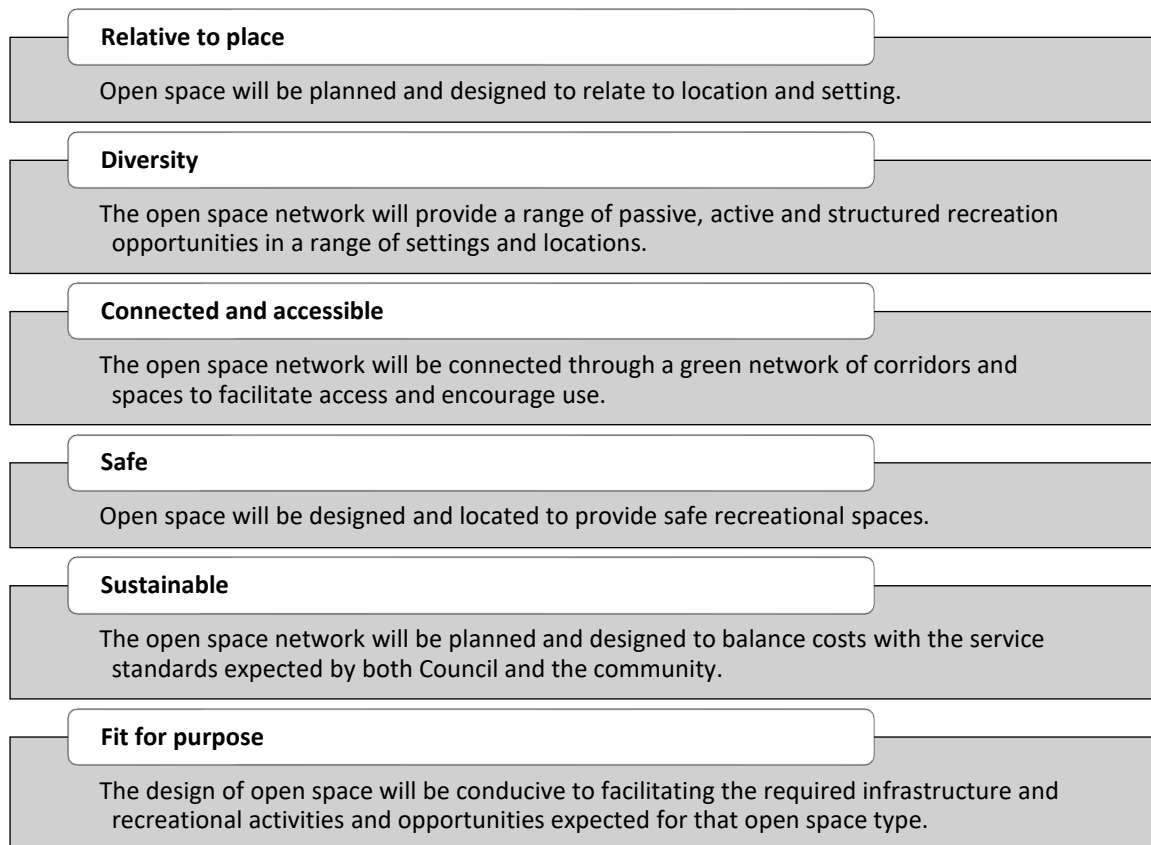 Relative to place
Open space will be planned and designed to relate to location and setting.
Diversity
The open space network will provide a range of passive, active and structured recreation
opportunities in a range of settings and locations.
Connected and accessible
The open space network will be connected through a green network of corridors and
spaces to facilitate access and encourage use.
Safe
Open space will be designed and located to provide safe recreational spaces.
Sustainable
The open space network will be planned and designed to balance costs with the service
standards expected by both Council and the community.
Fit for purpose
The design of open space will be conducive to facilitating the required infrastructure and
recreational activities and opportunities expected for that open space type.